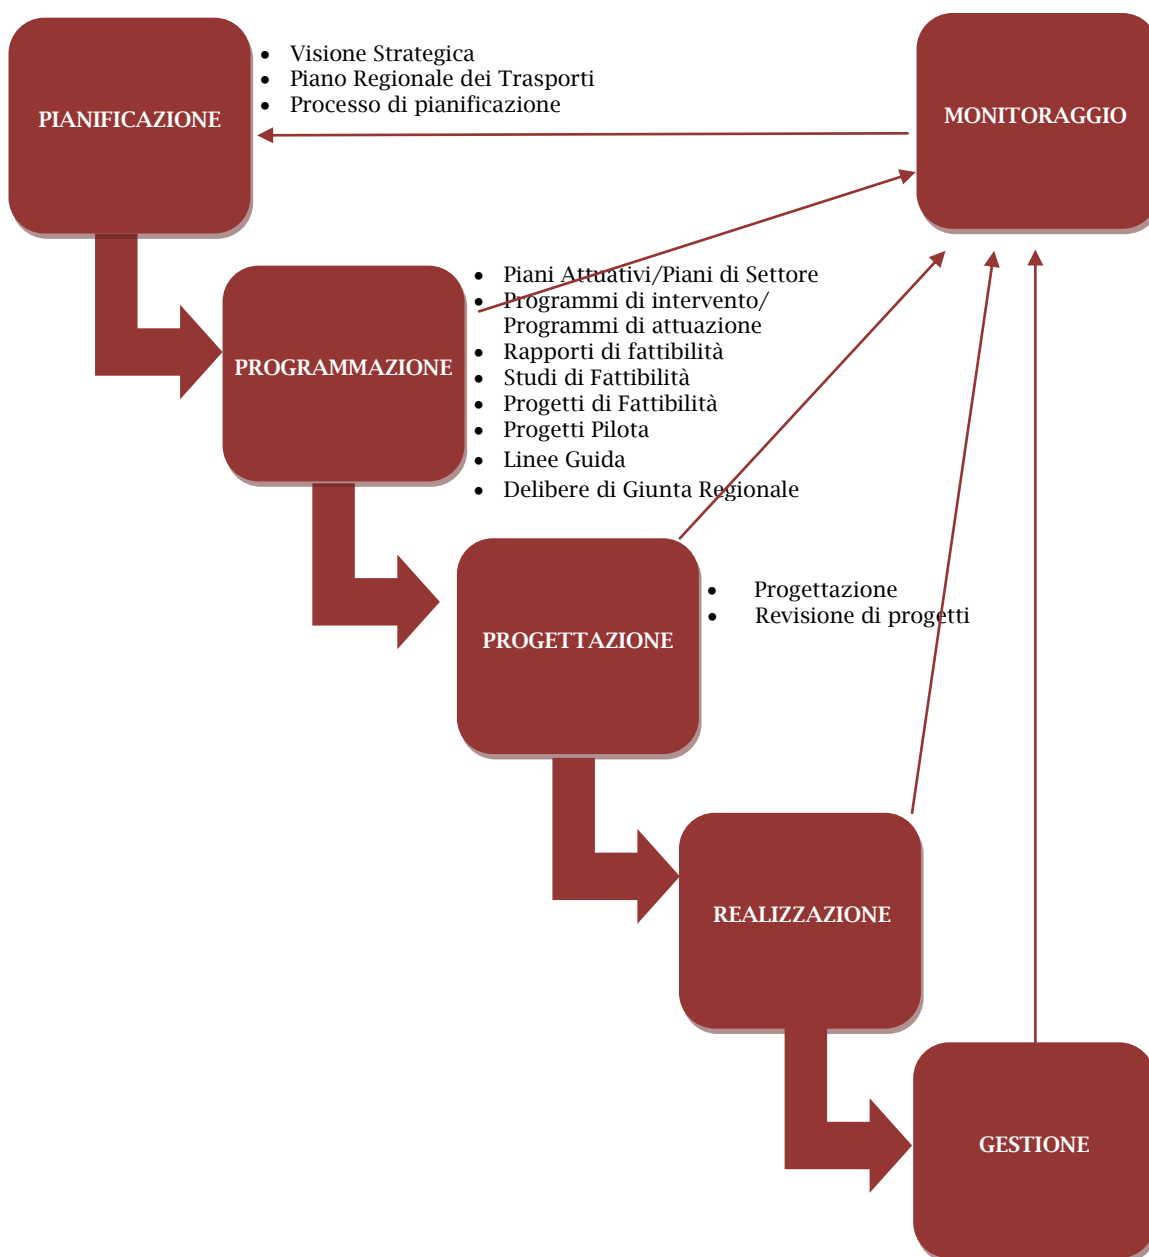 PIANIFICAZIONE
• Visione Strategica
• Piano Regionale dei Trasporti
• Processo di pianificazione
MONITORAGGIO
PROGRAMMAZIONE
• Piani Attuativi/Piani di Settore
• Programmi di intervento/
Programmi di attuazione
• Rapporti di fattibilità
• Studi di Fattibilità
• Progetti di Fattibilità
• Progetti Pilota
• Linee Guida
• Delibere di Giunta Regionale
PROGETTAZIONE
• Progettazione
• Revisione di progetti
REALIZZAZIONE
GESTIONE